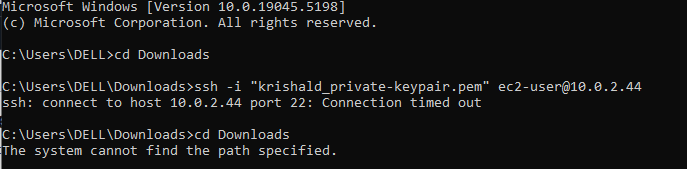 Microsoft Windows [Version 10.0.19045.5198]
(c) Microsoft Corporation. All rights reserved.
C:\Users\DELL>cd Downloads
C:\Users\DELL\Downloads>ssh -i "krishald_private-keypair.pem" ec2-user@10.0.2.44
ssh: connect to host 10.0.2.44 port 22: Connection timed out
C:\Users\DELL\Downloads>cd Downloads
The system cannot find the path specified.